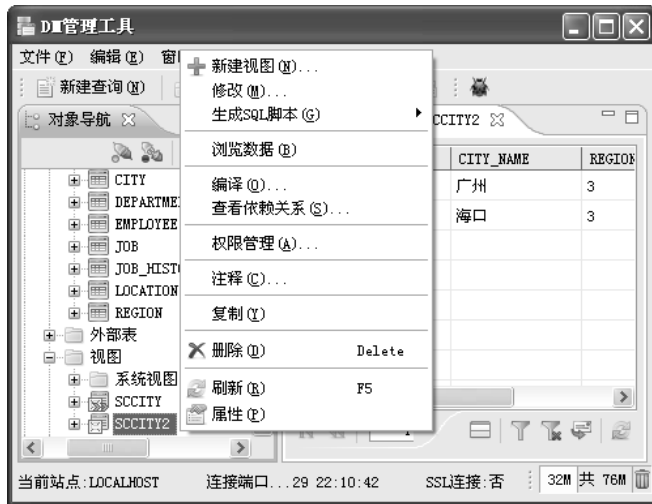 DM管理工具
文件(F) 编辑(E) 窗
新建查询(N)
对象导航
CCITY2
CITY_NAME REGION
广州 3
海口 3
CITY
DEPARTME
EMPLOYEE
JOB
JOB_HIST
LOCATION
REGION
外部表
视图
系统视图
SCCITY
SCCITY2
新建视图(N)...
修改(M)...
生成SQL脚本(G)
浏览数据(B)
编译(O)...
查看依赖关系(S)...
权限管理(A)...
注释(C)...
复制(Y)
删除(D) Delete
刷新(R) F5
属性(P)
当前站点:LOCALHOST 连接端口...29 22:10:42 SSL连接:否 32M 共 76M